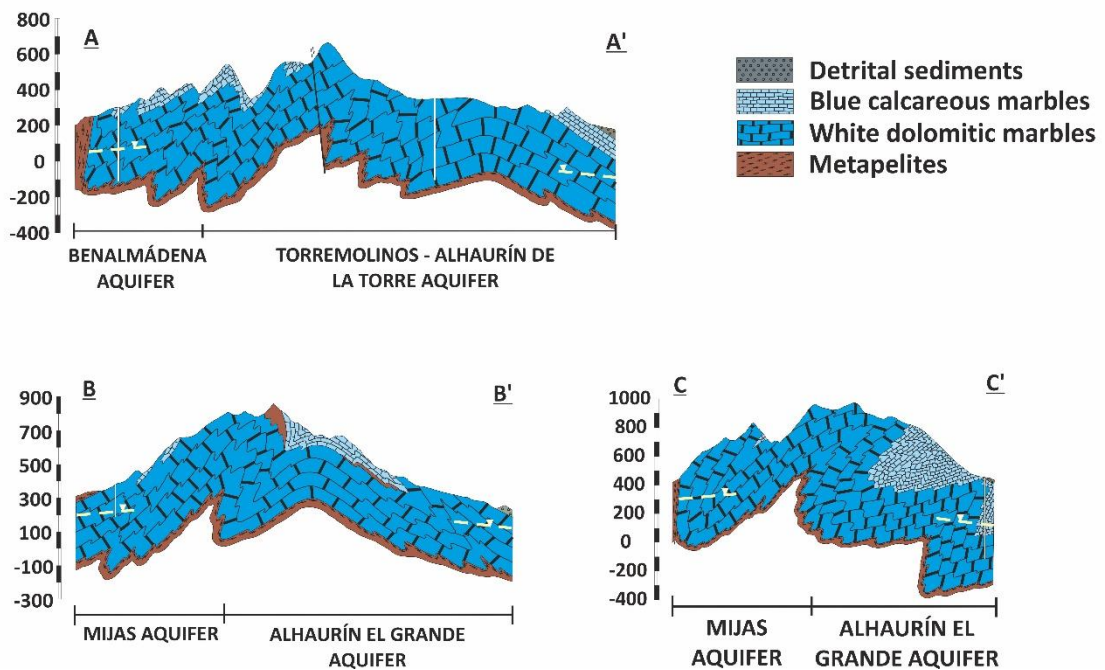 800
600
400
200
0
-200
-400
A
A'
BENALMÁDENA
AQUIFER
TORREMOLINOS - ALHAURÍN DE
LA TORRE AQUIFER
Detrital sediments
Blue calcareous marbles
White dolomitic marbles
Metapelites
900
700
500
300
100
-100
-300
B
B'
MIJAS AQUIFER
ALHAURÍN EL GRANDE
AQUIFER
1000
800
600
400
200
0
-200
-400
C
C'
MIJAS
AQUIFER
ALHAURÍN EL
GRANDE AQUIFER